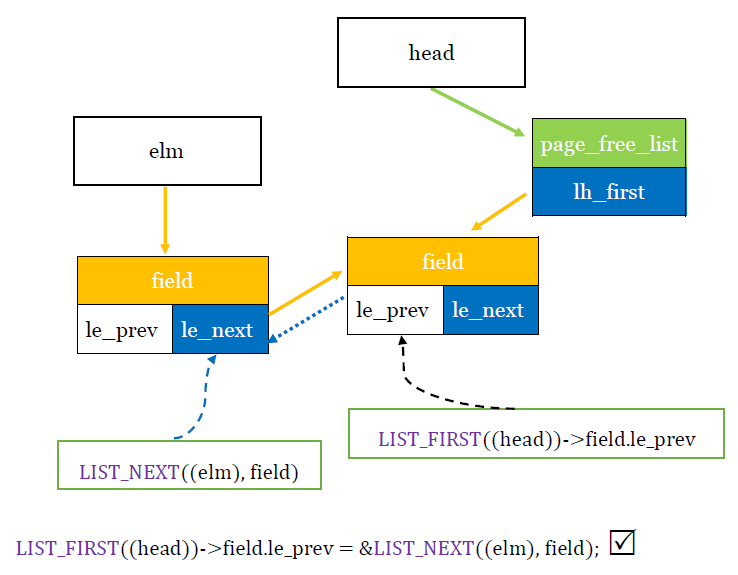 head
page_free_list
elm
lh_first
field
field
le_prev
le_next
le_prev
le_next
LIST_FIRST((head))->field.le_prev
LIST_NEXT((elm), field)
LIST_FIRST((head))->field.le_prev = &LIST_NEXT((elm), field); ☑